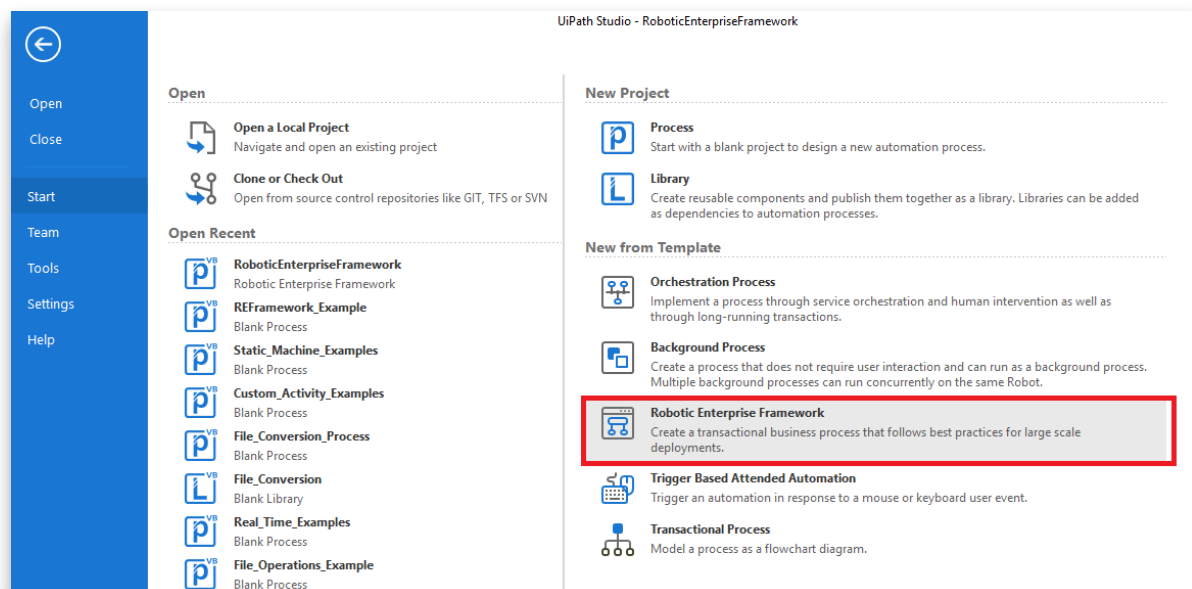 UiPath Studio - RoboticEnterpriseFramework
Open
Close
Start
Team
Tools
Settings
Help
Open
Open a Local Project
Navigate and open an existing project
Clone or Check Out
Open from source control repositories like GIT, TFS or SVN
Open Recent
VB
RoboticEnterpriseFramework
Robotic Enterprise Framework
VB
REFramework_Example
Blank Process
VB
Static_Machine_Examples
Blank Process
VB
Custom_Activity_Examples
Blank Process
VB
File_Conversion_Process
Blank Process
VB
File_Conversion
Blank Library
VB
Real_Time_Examples
Blank Process
VB
File_Operations_Example
Blank Process
New Project
Process
Start with a blank project to design a new automation process.
Library
Create reusable components and publish them together as a library. Libraries can be added
as dependencies to automation processes.
New from Template
Orchestration Process
Implement a process through service orchestration and human intervention as well as
through long-running transactions.
Background Process
Create a process that does not require user interaction and can run as a background process.
Multiple background processes can run concurrently on the same Robot.
Robotic Enterprise Framework
Create a transactional business process that follows best practices for large scale
deployments.
Trigger Based Attended Automation
Trigger an automation in response to a mouse or keyboard user event.
Transactional Process
Model a process as a flowchart diagram.